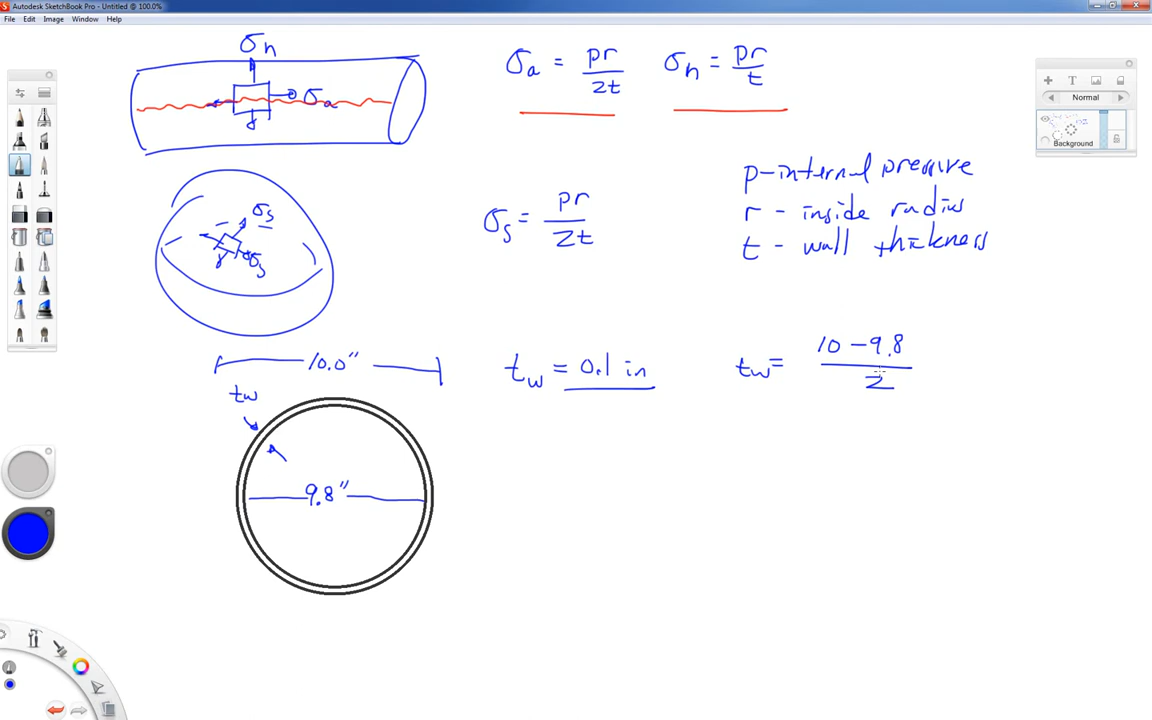 Autodesk SketchBook Pro - Untitled @ 100.0%
File Edit Image Window Help
σh
σa
σa = pr/2t
σh = pr/t
Normal
Background
p-internal pressure
r - inside radius
t - wall thickness
σs
σs
σs = pr/2t
10.0"
tw
9.8"
tw = 0.1 in
tw = 10 - 9.8
2